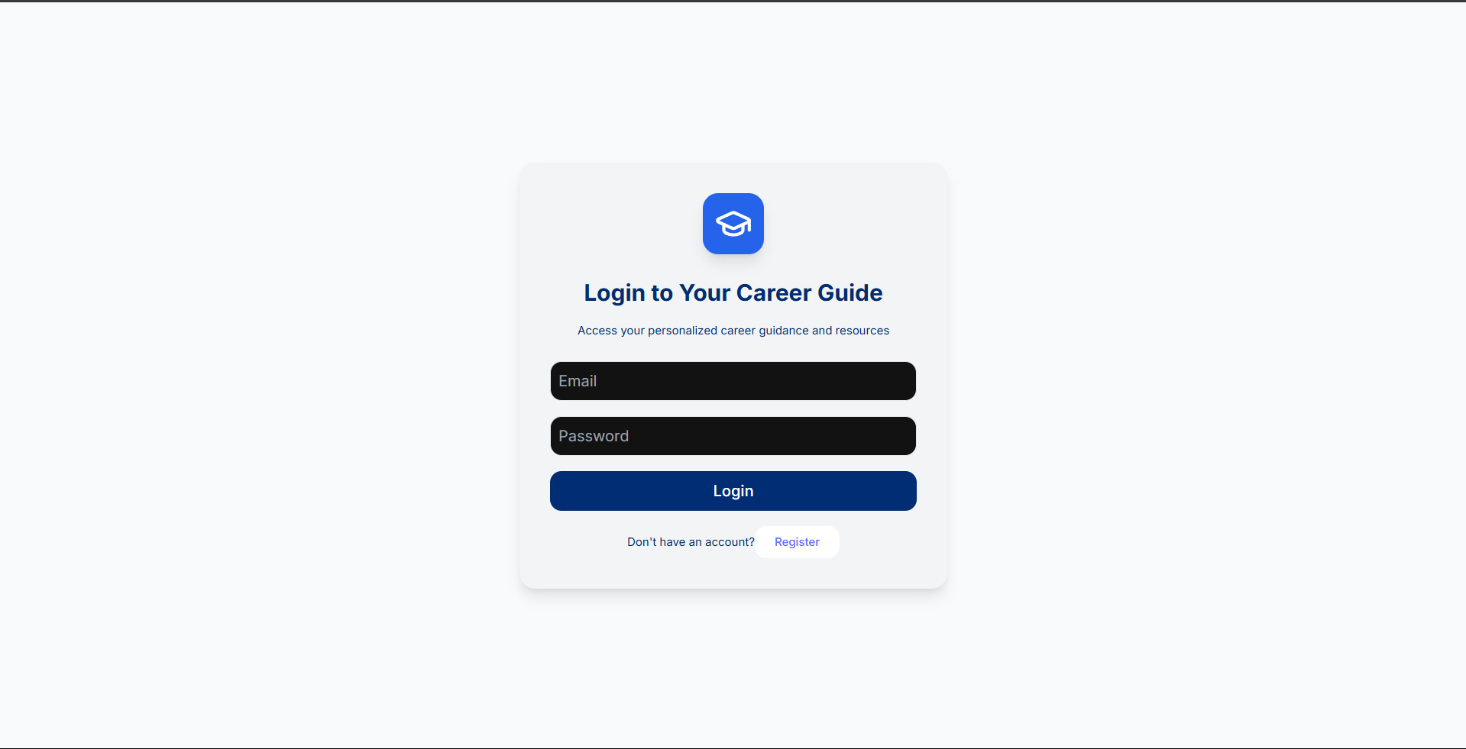 Login to Your Career Guide
Access your personalized career guidance and resources
Email
Password
Login
Don't have an account? Register